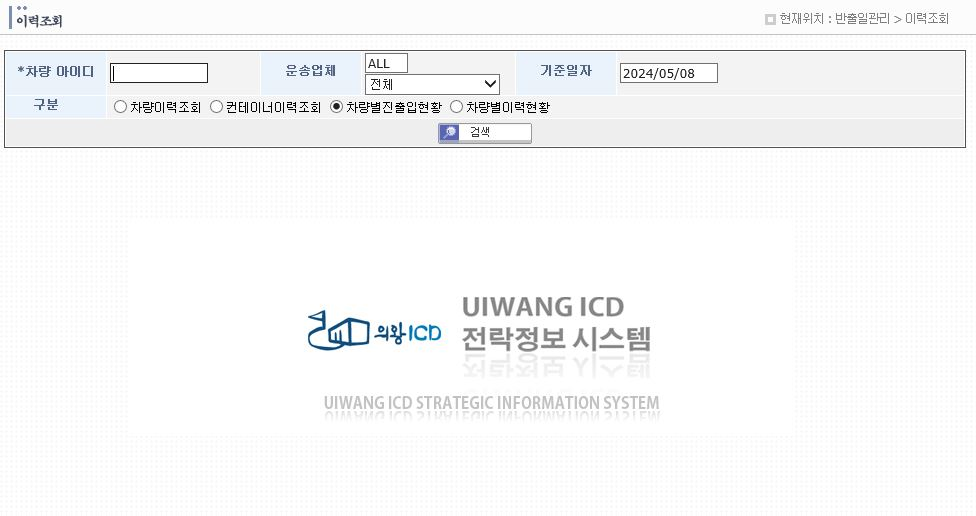 이력조회
현재위치 : 반출일관리 > 이력조회
*차량 아이디
운송업체
ALL
전체
기준일자
2024/05/08
구분
차량이력조회 컨테이너이력조회 차량별진출입현황 차량별이력현황
검색
의왕ICD
UIWANG ICD
전략정보 시스템
UIWANG ICD STRATEGIC INFORMATION SYSTEM